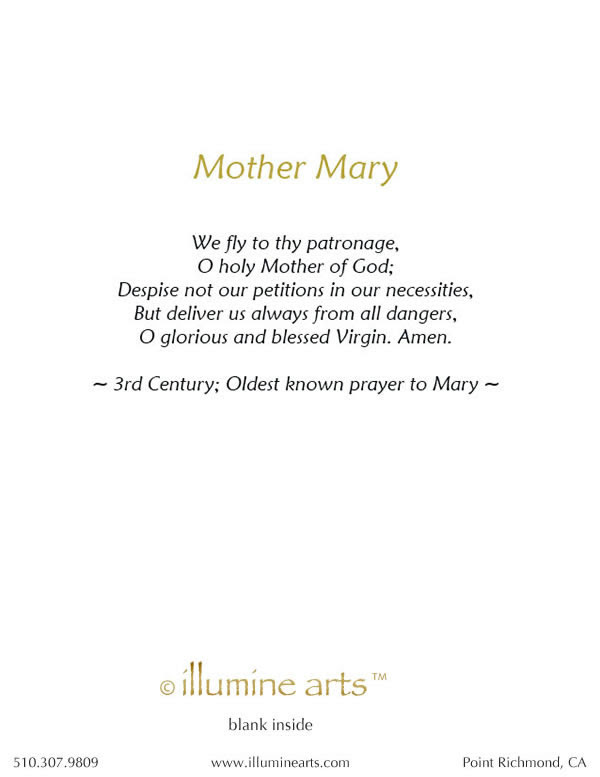 Mother Mary
We fly to thy patronage,
O holy Mother of God;
Despise not our petitions in our necessities,
But deliver us always from all dangers,
O glorious and blessed Virgin. Amen.
~ 3rd Century; Oldest known prayer to Mary ~
© illumine arts™
blank inside
510.307.9809 www.illuminearts.com Point Richmond, CA